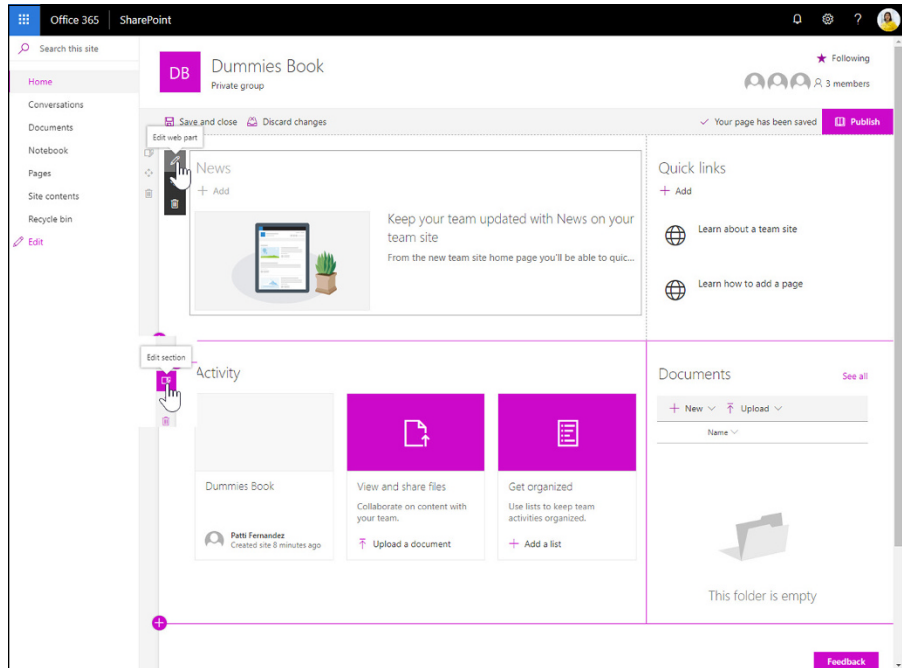 Office 365
SharePoint
?
Search this site
Home
Conversations
Documents
Notebook
Pages
Site contents
Recycle bin
Edit
DB
Dummies Book
Private group
Following
3 members
Save and close
Discard changes
Your page has been saved
Publish
Edit web part
News
+ Add
Keep your team updated with News on your
team site
From the new team site home page you'll be able to quic...
Quick links
+ Add
Learn about a team site
Learn how to add a page
Edit section
Activity
Dummies Book
Patti Fernandez
Created site 8 minutes ago
View and share files
Collaborate on content with
your team.
Upload a document
Get organized
Use lists to keep team
activities organized.
+ Add a list
Documents
See all
+ New
Upload
Name
This folder is empty
Feedback